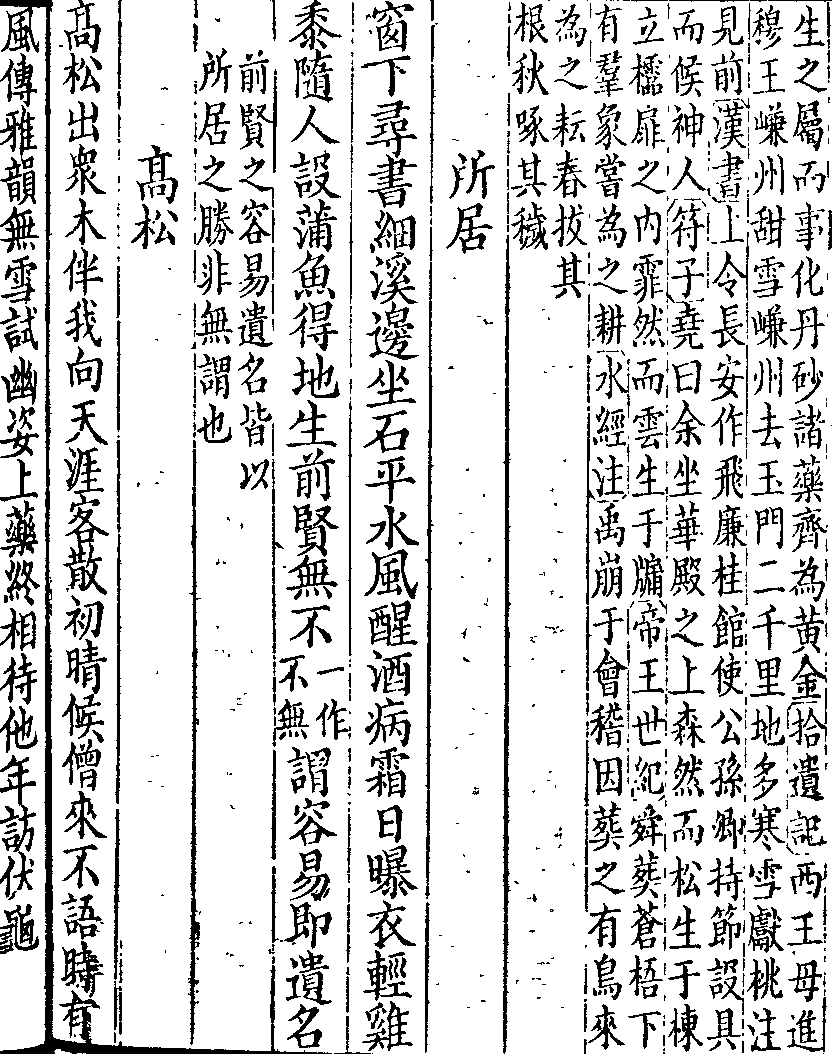 生之屬而事化丹砂諸藥齊為黃金拾遺記西王母進
穆王嵰州甜雪嵰州去玉門二千里地多寒雪獻桃注
見前漢書上令長安作飛廉桂館使公孫卿持節設具
而候神人符子堯曰余坐華殿之上森然而松生于棟
立櫺扉之内霏然而雲生于牖帝王世紀舜葬蒼梧下
有羣象嘗為之耕水經注禹崩于會稽因葬之有鳥來
為之耘春拔其
根秋啄其穢
所居
窗下尋書細溪邊坐石平水風醒酒病霜日曝衣輕雞
黍隨人設蒲魚得地生前賢無不一作不無謂容易即遺名
前賢之容易遺名皆以
所居之勝非無謂也
高松
高松出衆木伴我向天涯客散初晴候僧來不語時有
風傳雅韻無雪試幽姿上藥終相待他年訪伏龜